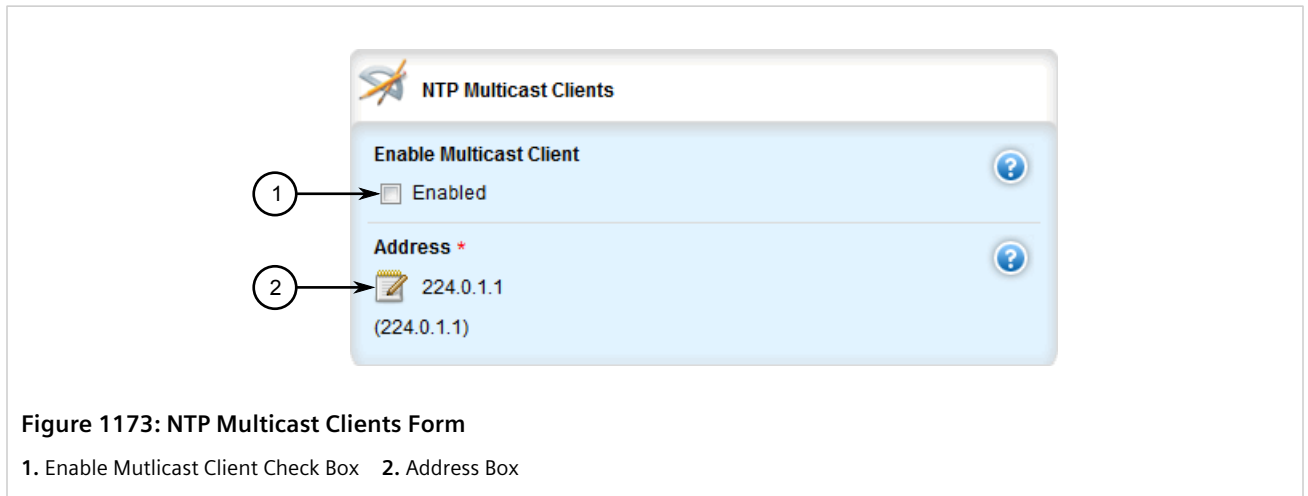 NTP Multicast Clients
Enable Multicast Client
1
Enabled
Address *
2
224.0.1.1
(224.0.1.1)
Figure 1173: NTP Multicast Clients Form
1. Enable Mutlicast Client Check Box 2. Address Box